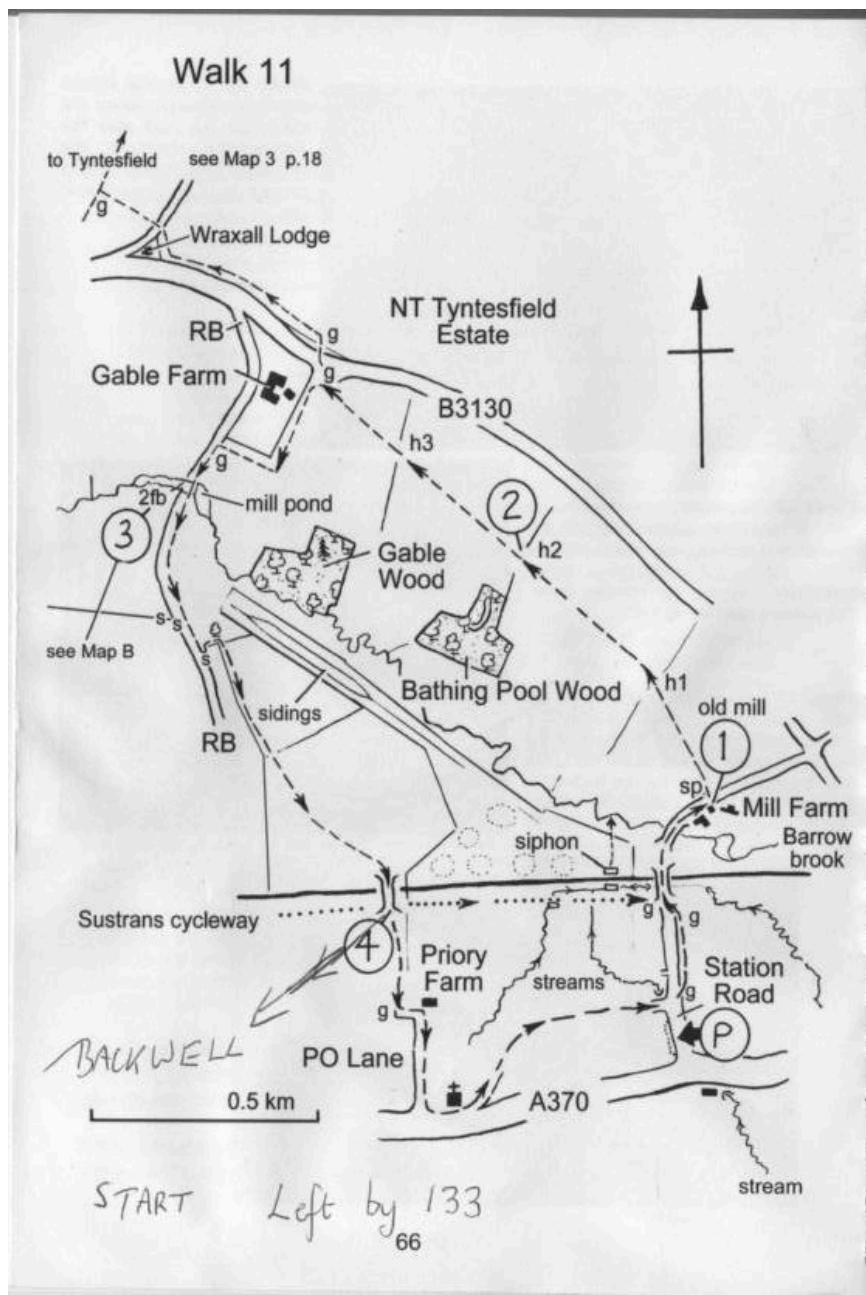 Walk 11
to Tyntesfield
see Map 3 p.18
g
Wraxall Lodge
NT Tyntesfield
Estate
RB
g
Gable Farm
g
B3130
h3
g
2
2fb
mill pond
3
h2
Gable
Wood
s
s
see Map B
s
Bathing Pool Wood
h1
old mill
sidings
1
RB
sp
Mill Farm
siphon
Barrow
brook
Sustrans cycleway
g
g
4
Priory
Farm
streams
Station
Road
g
g
P
BACKWELL
PO Lane
0.5 km
A370
stream
START Left by 133
66